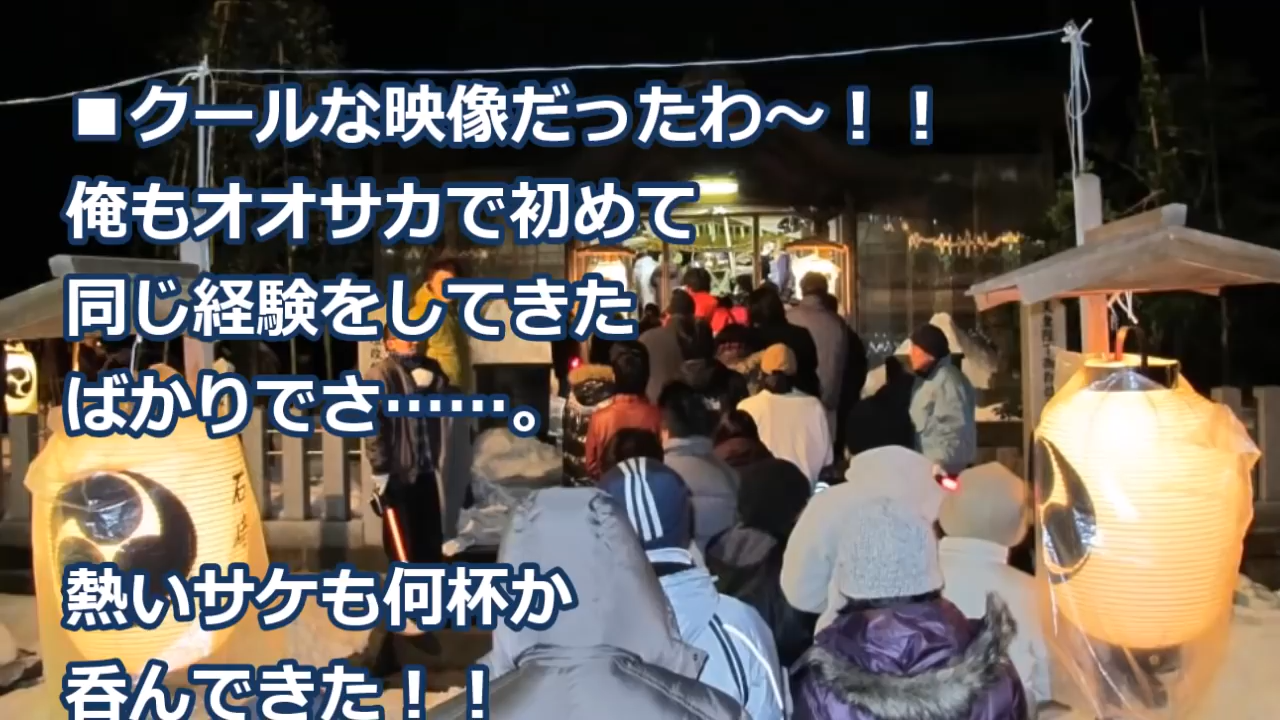 ■クールな映像だったわ～！！
俺もオオサカで初めて
同じ経験をしてきた
ばかりでさ……。
熱いサケも何杯か
呑んできた！！